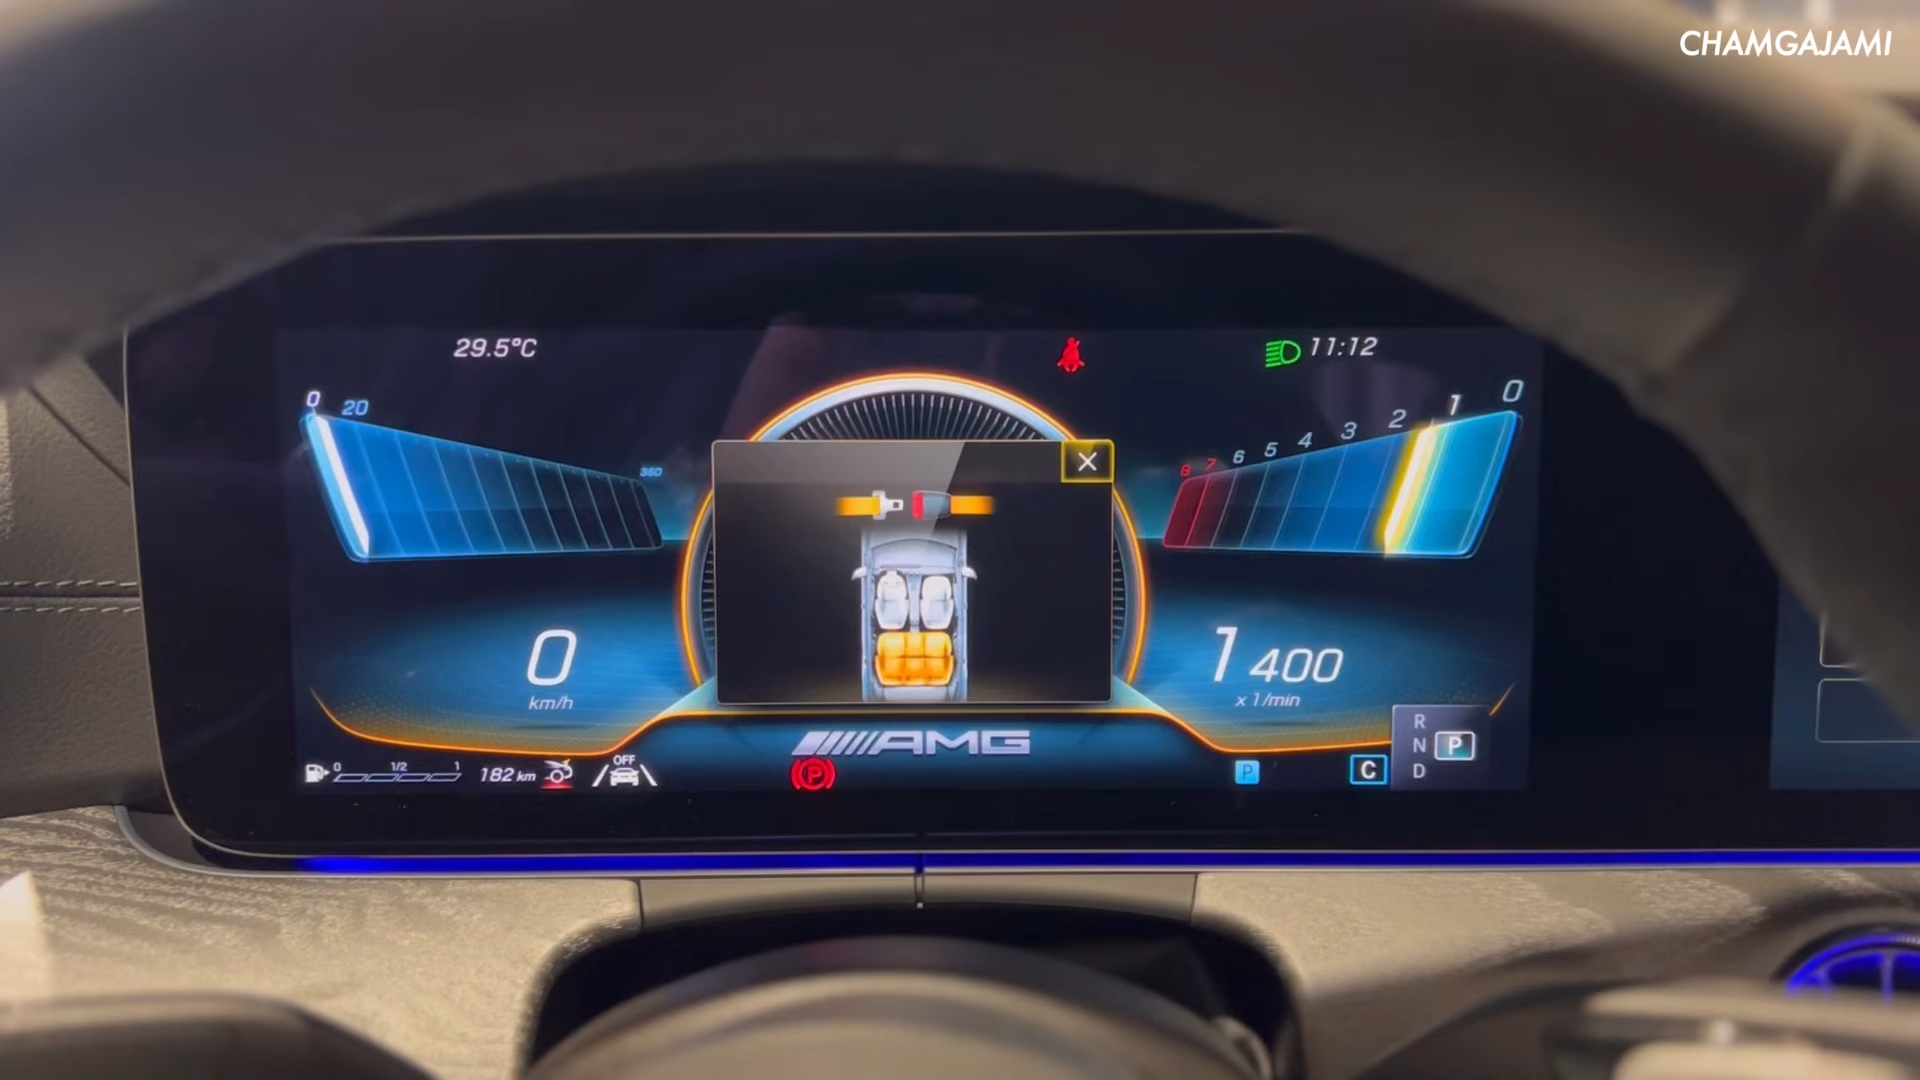 CHAMGAJAMI
29.5°C
11:12
0 20 360
8 7 6 5 4 3 2 1 0
0
km/h
1 400
x 1/min
AMG
0 1/2 1
182 km
OFF
P
P
C
R
N
D
P